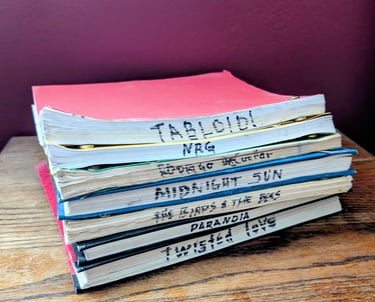 TABLOID!
NRG
MIDNIGHT SUN
THE BIRDS & THE BEES
PARANOIA
TWISTED LOVE